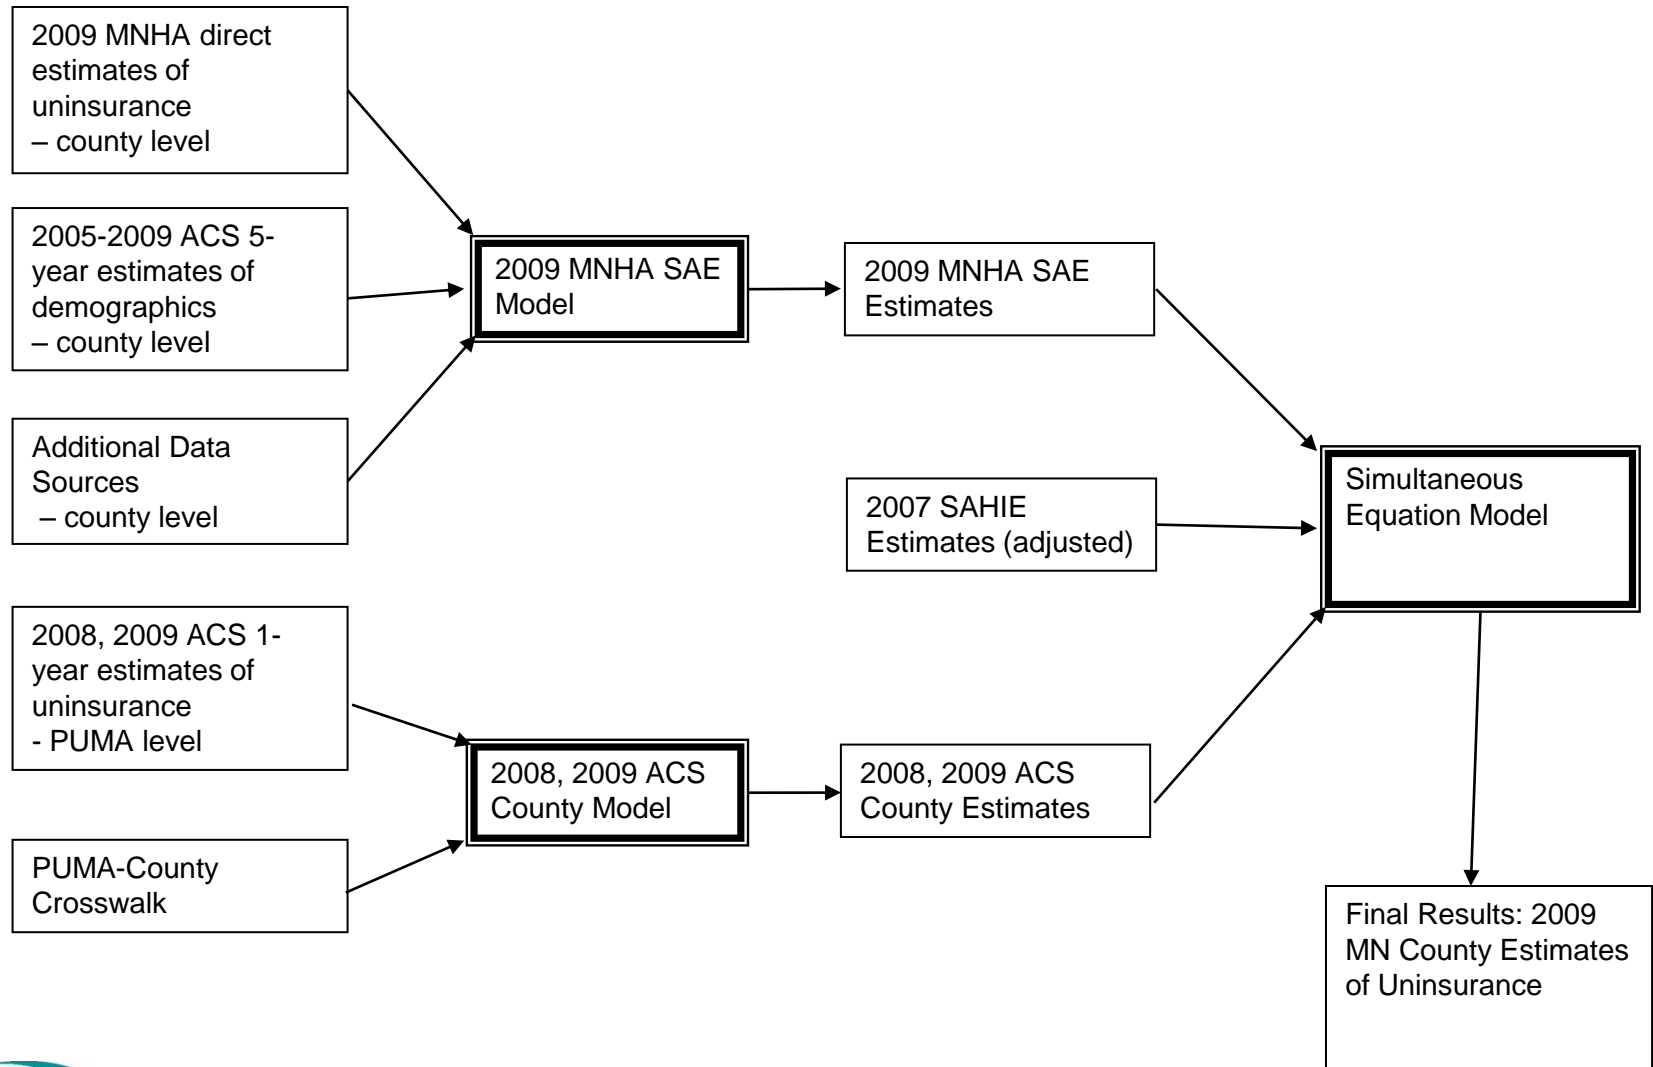 2009 MNHA direct
estimates of
uninsurance
– county level
2005-2009 ACS 5-
year estimates of
demographics
– county level
Additional Data
Sources
– county level
2008, 2009 ACS 1-
year estimates of
uninsurance
- PUMA level
PUMA-County
Crosswalk
2009 MNHA SAE
Model
2008, 2009 ACS
County Model
2009 MNHA SAE
Estimates
2007 SAHIE
Estimates (adjusted)
2008, 2009 ACS
County Estimates
Simultaneous
Equation Model
Final Results: 2009
MN County Estimates
of Uninsurance